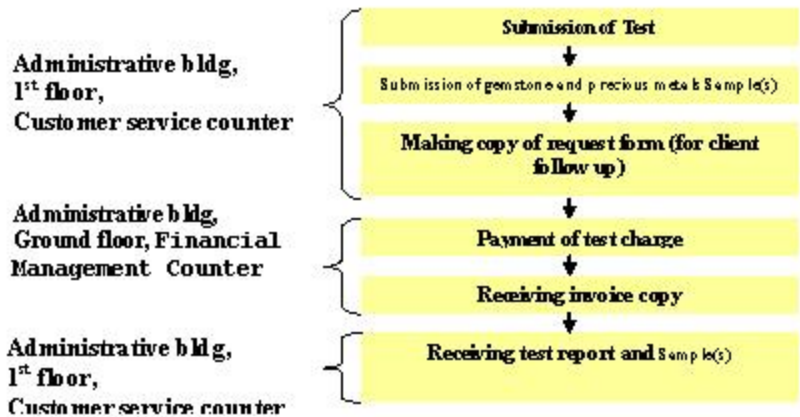 Administrative bldg,
1st floor,
Customer service counter
Submission of Test
Submission of gemstone and precious metals Sample(s)
Making copy of request form (for client
follow up)
Administrative bldg,
Ground floor, Financial
Management Counter
Payment of test charge
Receiving invoice copy
Administrative bldg,
1st floor,
Customer service counter
Receiving test report and Sample(s)